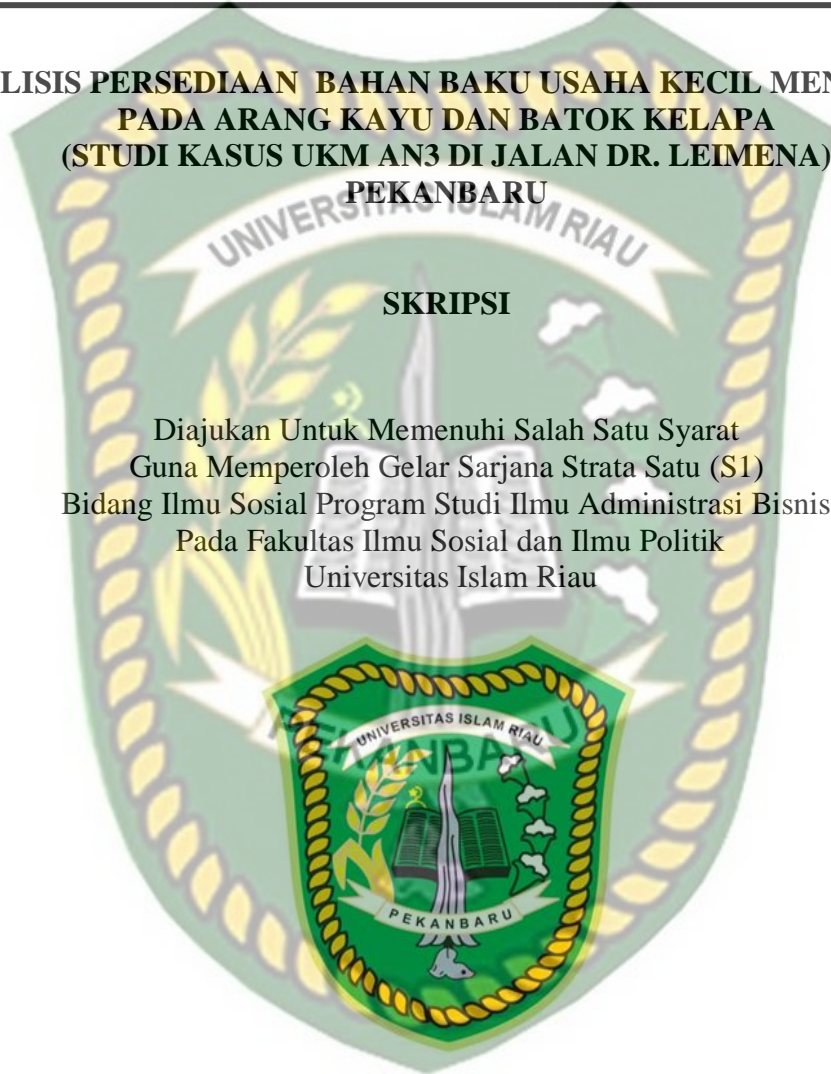 LISIS PERSEDIAAN BAHAN BAKU USAHA KECIL MEN
PADA ARANG KAYU DAN BATOK KELAPA
(STUDI KASUS UKM AN3 DI JALAN DR. LEIMENA)
PEKANBARU
UNIVERSITAS ISLAM RIAU
SKRIPSI
Diajukan Untuk Memenuhi Salah Satu Syarat
Guna Memperoleh Gelar Sarjana Strata Satu (S1)
Bidang Ilmu Sosial Program Studi Ilmu Administrasi Bisnis
Pada Fakultas Ilmu Sosial dan Ilmu Politik
Universitas Islam Riau
PEKANBARU
UNIVERSITAS ISLAM RIAU
PEKANBARU